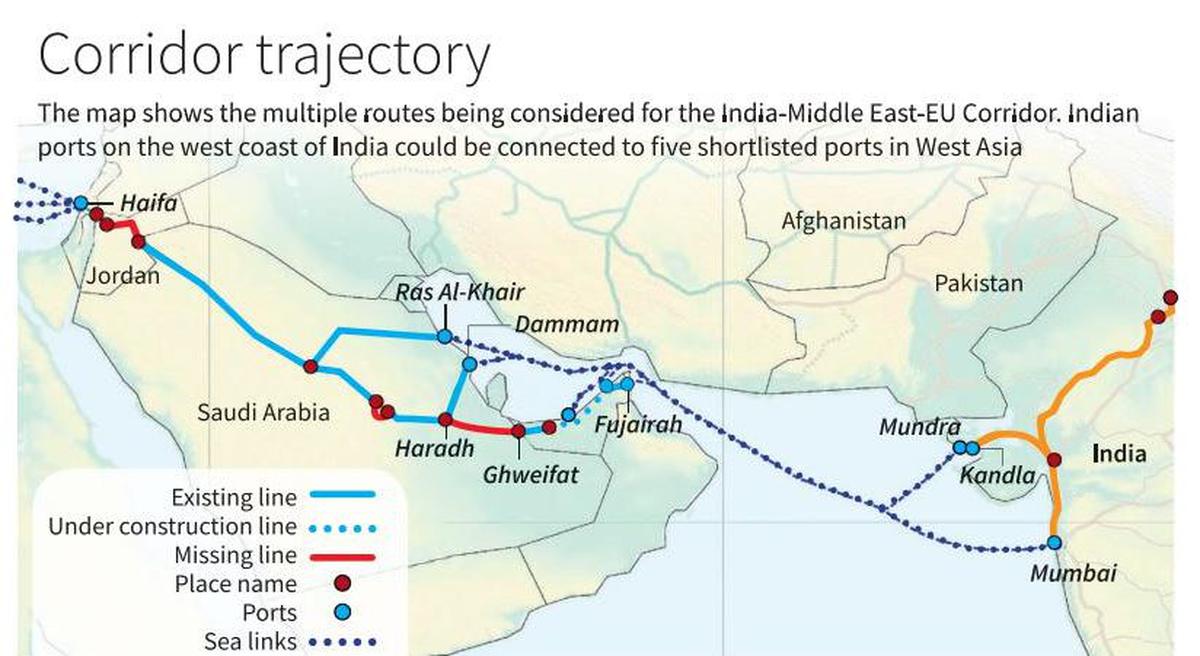 Corridor trajectory
The map shows the multiple routes being considered for the India-Middle East-EU Corridor. Indian
ports on the west coast of India could be connected to five shortlisted ports in West Asia
Haifa
Afghanistan
Jordan
Pakistan
Ras Al-Khair
Dammam
Saudi Arabia
Fujairah
Mundra
Haradh
India
Ghweifat
Kandla
Existing line
Under construction line
Missing line
Place name
Mumbai
Ports
Sea links